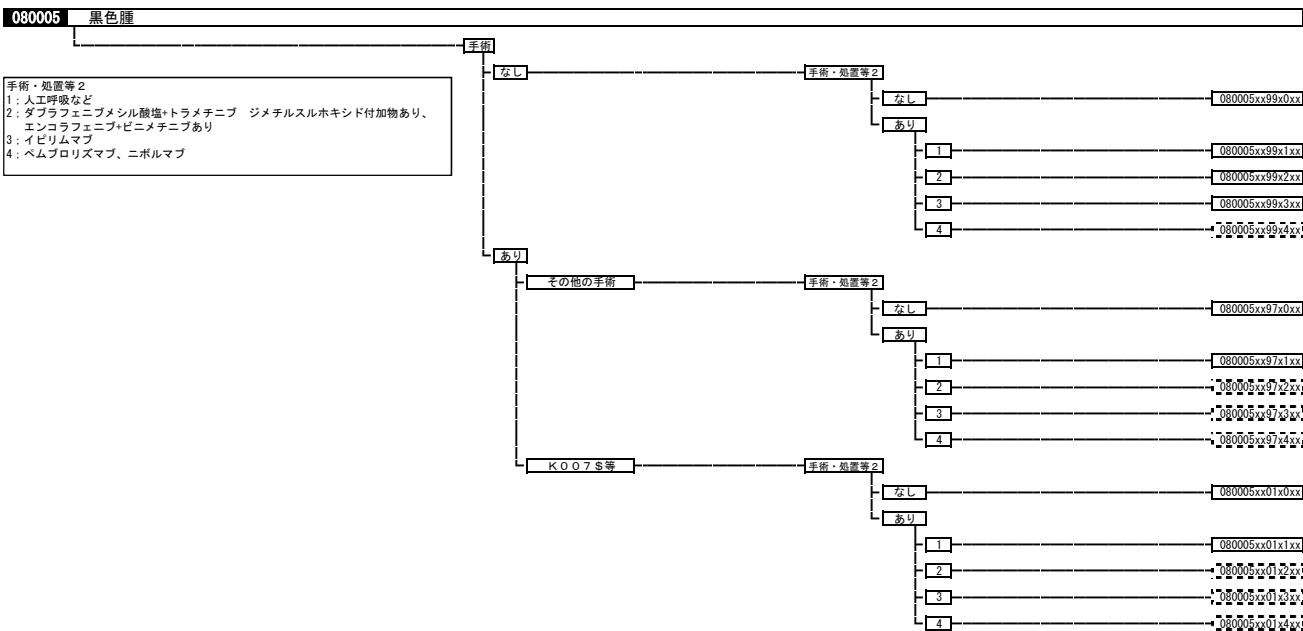 080005 黒色腫
手術
なし 手術・処置等2
手術・処置等2
1；人工呼吸など
2；ダブラフェニブメシル酸塩+トラメチニブ ジメチルスルホキシド付加物あり、
エンコラフェニブ+ビニメチニブあり
3；イピリムマブ
4；ペムブロリズマブ、ニボルマブ
なし 080005xx99x0xx
あり
1 080005xx99x1xx
2 080005xx99x2xx
3 080005xx99x3xx
4 080005xx99x4xx
あり
その他の手術 手術・処置等2
なし 080005xx97x0xx
あり
1 080005xx97x1xx
2 080005xx97x2xx
3 080005xx97x3xx
4 080005xx97x4xx
K007$等 手術・処置等2
なし 080005xx01x0xx
あり
1 080005xx01x1xx
2 080005xx01x2xx
3 080005xx01x3xx
4 080005xx01x4xx